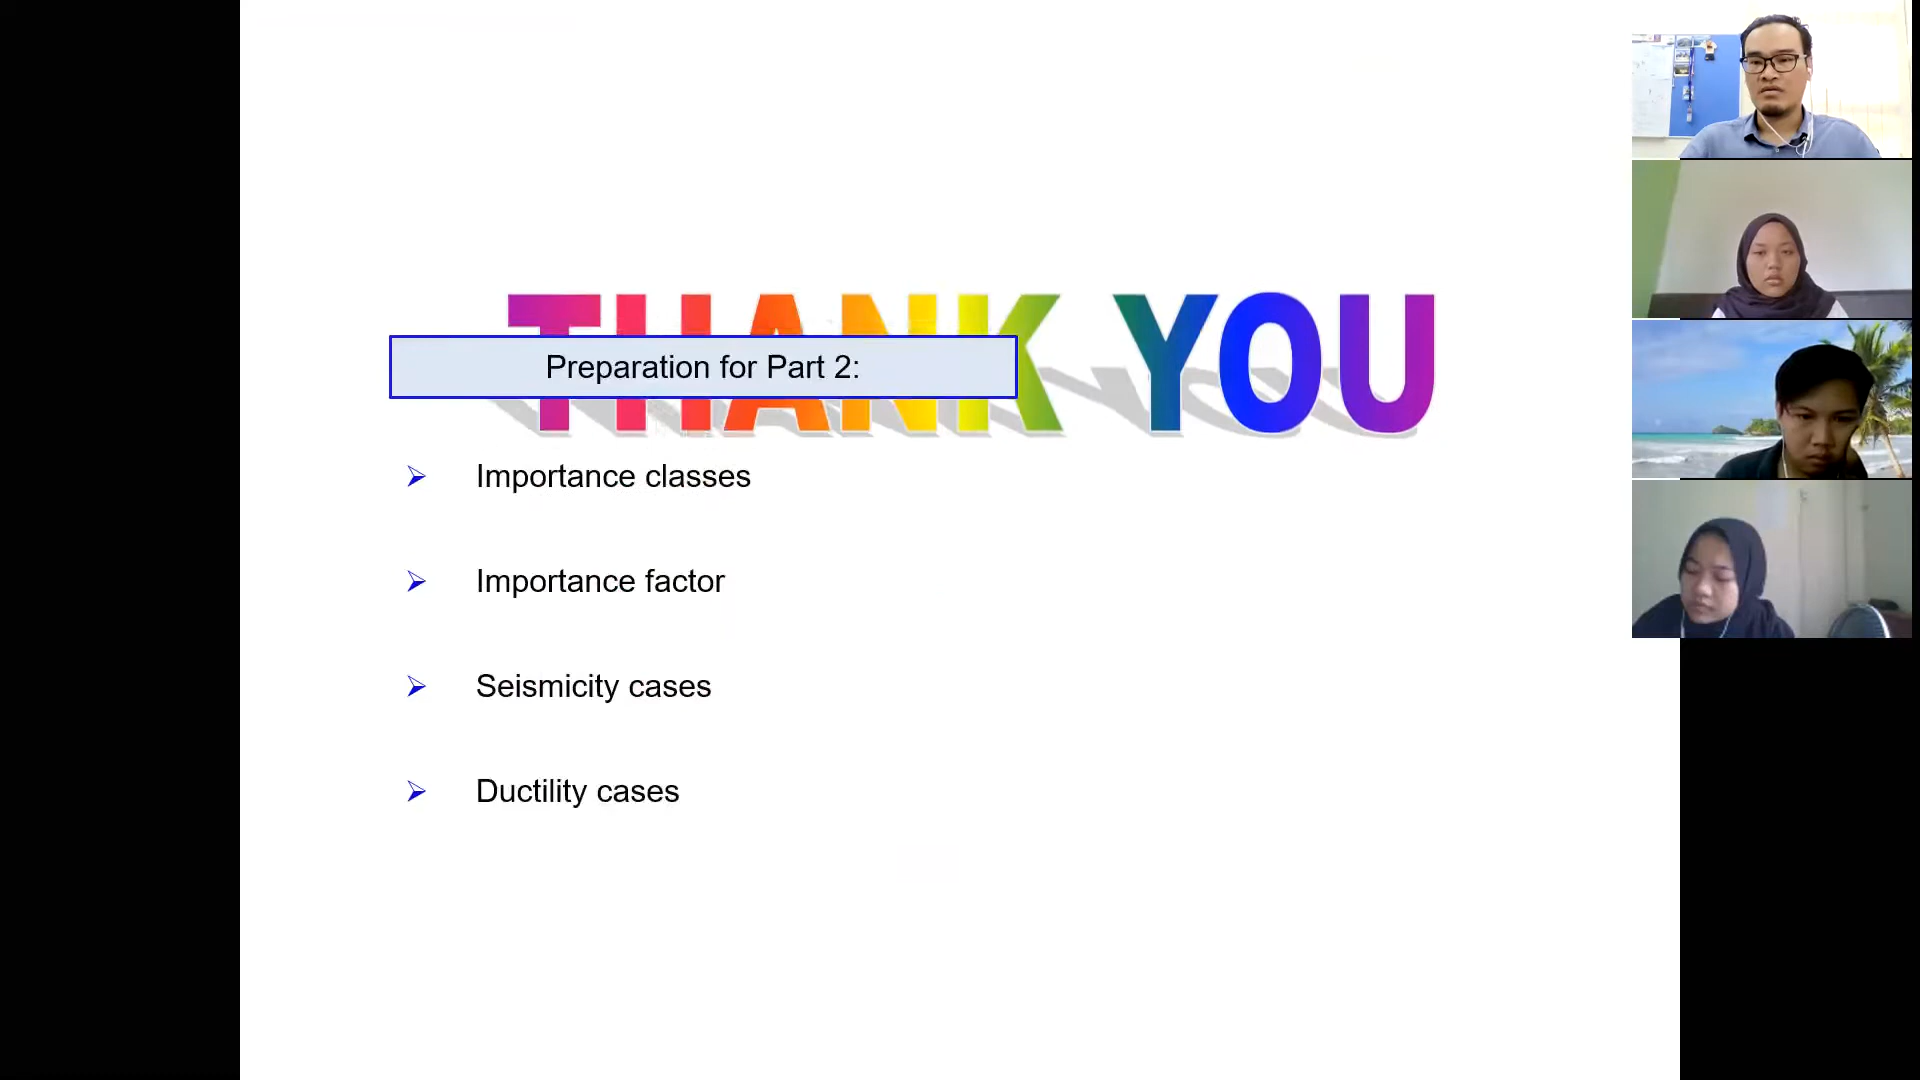 THANK YOU
Preparation for Part 2:
Importance classes
Importance factor
Seismicity cases
Ductility cases